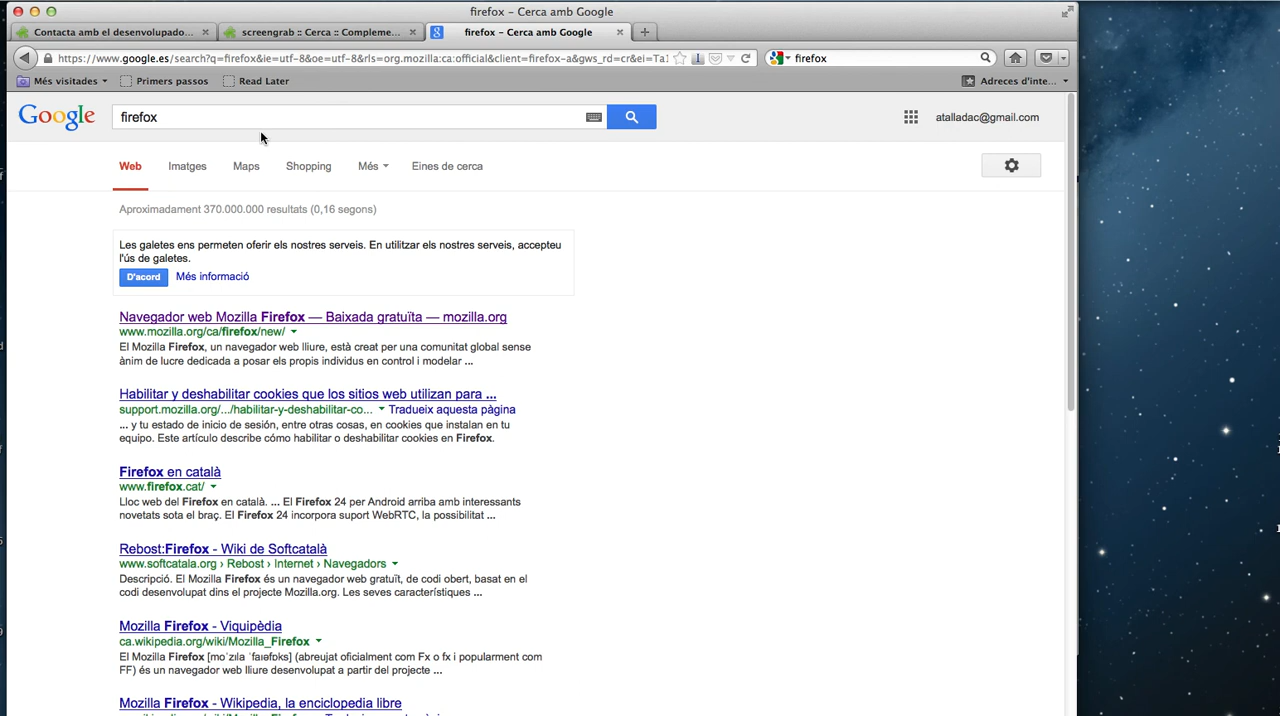 firefox - Cerca amb Google
Contacta amb el desenvolupado...
screengrab :: Cerca :: Compleme...
firefox - Cerca amb Google
https://www.google.es/search?q=firefox&ie=utf-8&oe=utf-8&rls=org.mozilla:ca:official&client=firefox-a&gws_rd=cr&ei=Ta1
firefox
Més visitades
Primers passos
Read Later
Adreces d'inte...
Google
firefox
atalladac@gmail.com
Web
Imatges
Maps
Shopping
Més
Eines de cerca
Aproximadament 370.000.000 resultats (0,16 segons)
Les galetes ens permeten oferir els nostres serveis. En utilitzar els nostres serveis, accepteu
l'ús de galetes.
D'acord
Més informació
Navegador web Mozilla Firefox — Baixada gratuïta — mozilla.org
www.mozilla.org/ca/firefox/new/
El Mozilla Firefox, un navegador web lliure, està creat per una comunitat global sense
ànim de lucre dedicada a posar els propis individus en control i modelar ...
Habilitar y deshabilitar cookies que los sitios web utilizan para ...
support.mozilla.org/.../habilitar-y-deshabilitar-co... Tradueix aquesta pàgina
... y tu estado de inicio de sesión, entre otras cosas, en cookies que instalan en tu
equipo. Este artículo describe cómo habilitar o deshabilitar cookies en Firefox.
Firefox en català
www.firefox.cat/
Lloc web del Firefox en català. ... El Firefox 24 per Android arriba amb interessants
novetats sota el braç. El Firefox 24 incorpora suport WebRTC, la possibilitat ...
Rebost:Firefox - Wiki de Softcatalà
www.softcatala.org › Rebost › Internet › Navegadors
Descripció. El Mozilla Firefox és un navegador web gratuït, de codi obert, basat en el
codi desenvolupat dins el projecte Mozilla.org. Les seves característiques ...
Mozilla Firefox - Viquipèdia
ca.wikipedia.org/wiki/Mozilla_Firefox
El Mozilla Firefox [moˈzɪla ˈfaɪɹefɒks] (abreujat oficialment com Fx o fx i popularment com
FF) és un navegador web lliure desenvolupat a partir del projecte ...
Mozilla Firefox - Wikipedia, la enciclopedia libre